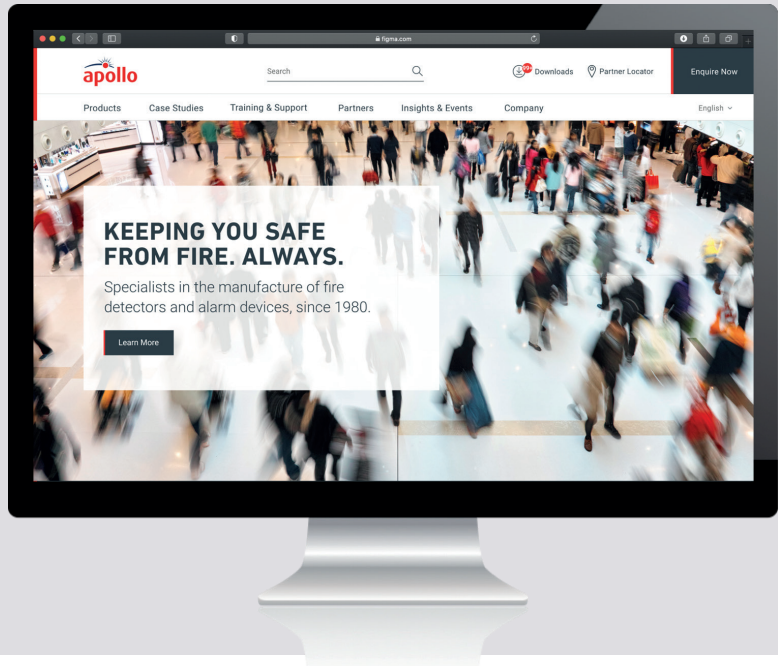 figma.com
apollo
Search
99+
Downloads
Partner Locator
Enquire Now
Products
Case Studies
Training & Support
Partners
Insights & Events
Company
English
KEEPING YOU SAFE
FROM FIRE. ALWAYS.
Specialists in the manufacture of fire
detectors and alarm devices, since 1980.
Learn More